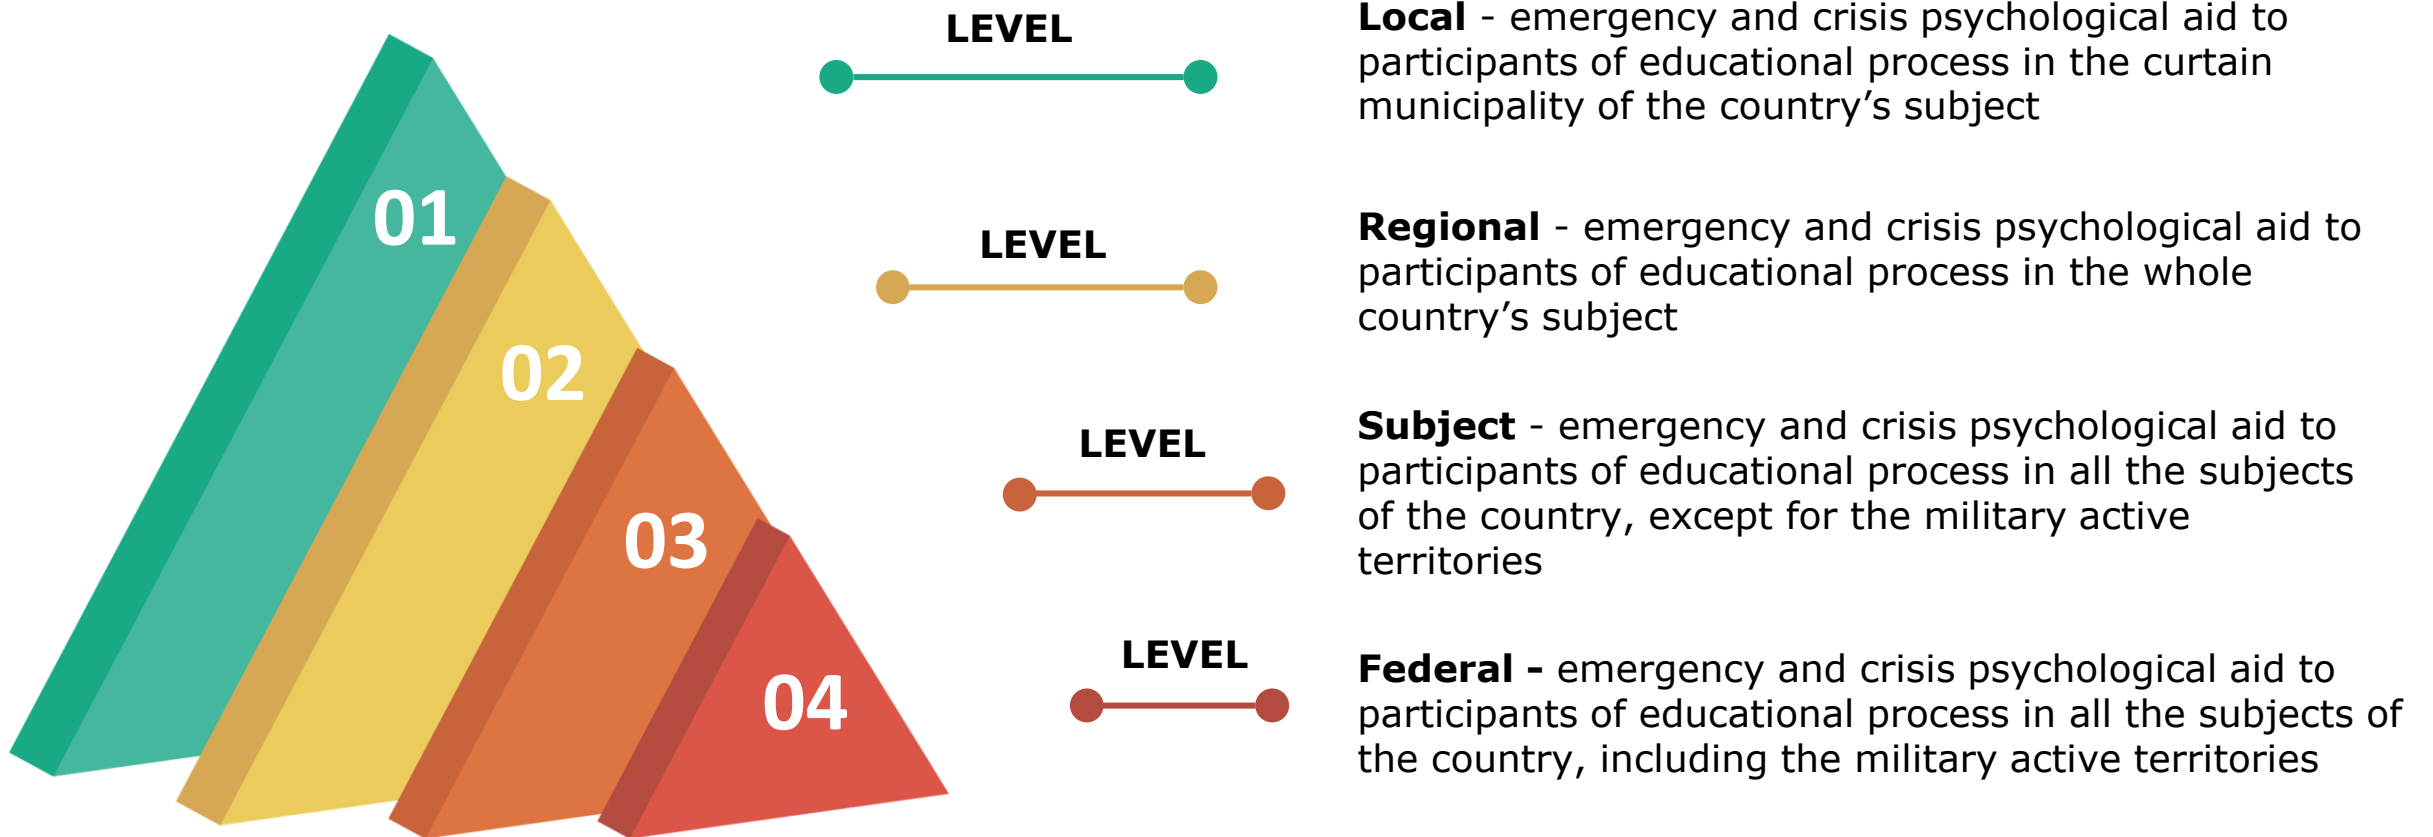 LEVEL
Local - emergency and crisis psychological aid to
participants of educational process in the curtain
municipality of the country’s subject
01
LEVEL
Regional - emergency and crisis psychological aid to
participants of educational process in the whole
country’s subject
02
LEVEL
Subject - emergency and crisis psychological aid to
participants of educational process in all the subjects
of the country, except for the military active
territories
03
LEVEL
Federal - emergency and crisis psychological aid to
participants of educational process in all the subjects of
the country, including the military active territories
04